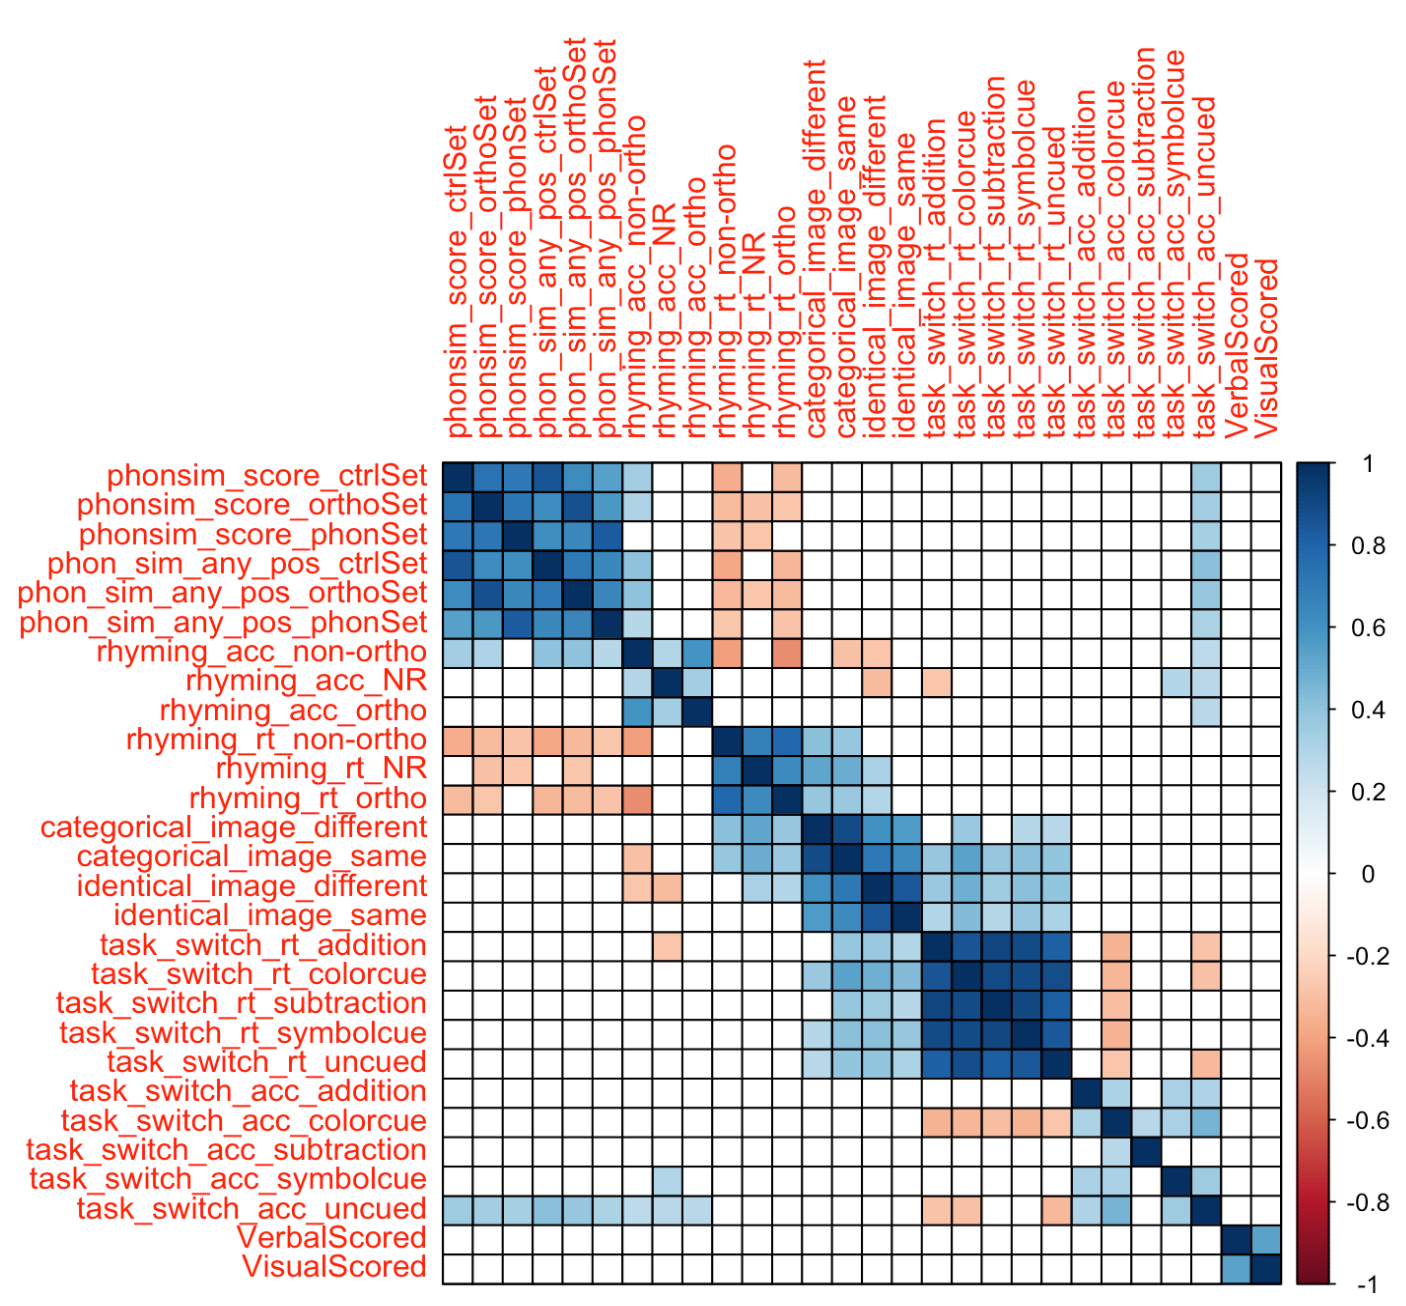 phonsim_score_ctrlSet
phonsim_score_orthoSet
phonsim_score_phonSet
phon_sim_any_pos_ctrlSet
phon_sim_any_pos_orthoSet
phon_sim_any_pos_phonSet
rhyming_acc_non-ortho
rhyming_acc_NR
rhyming_acc_ortho
rhyming_rt_non-ortho
rhyming_rt_NR
rhyming_rt_ortho
categorical_image_different
categorical_image_same
identical_image_different
identical_image_same
task_switch_rt_addition
task_switch_rt_colorcue
task_switch_rt_subtraction
task_switch_rt_symbolcue
task_switch_rt_uncued
task_switch_acc_addition
task_switch_acc_colorcue
task_switch_acc_subtraction
task_switch_acc_symbolcue
task_switch_acc_uncued
VerbalScored
VisualScored
phonsim_score_ctrlSet
phonsim_score_orthoSet
phonsim_score_phonSet
phon_sim_any_pos_ctrlSet
phon_sim_any_pos_orthoSet
phon_sim_any_pos_phonSet
rhyming_acc_non-ortho
rhyming_acc_NR
rhyming_acc_ortho
rhyming_rt_non-ortho
rhyming_rt_NR
rhyming_rt_ortho
categorical_image_different
categorical_image_same
identical_image_different
identical_image_same
task_switch_rt_addition
task_switch_rt_colorcue
task_switch_rt_subtraction
task_switch_rt_symbolcue
task_switch_rt_uncued
task_switch_acc_addition
task_switch_acc_colorcue
task_switch_acc_subtraction
task_switch_acc_symbolcue
task_switch_acc_uncued
VerbalScored
VisualScored
1
0.8
0.6
0.4
0.2
0
-0.2
-0.4
-0.6
-0.8
-1